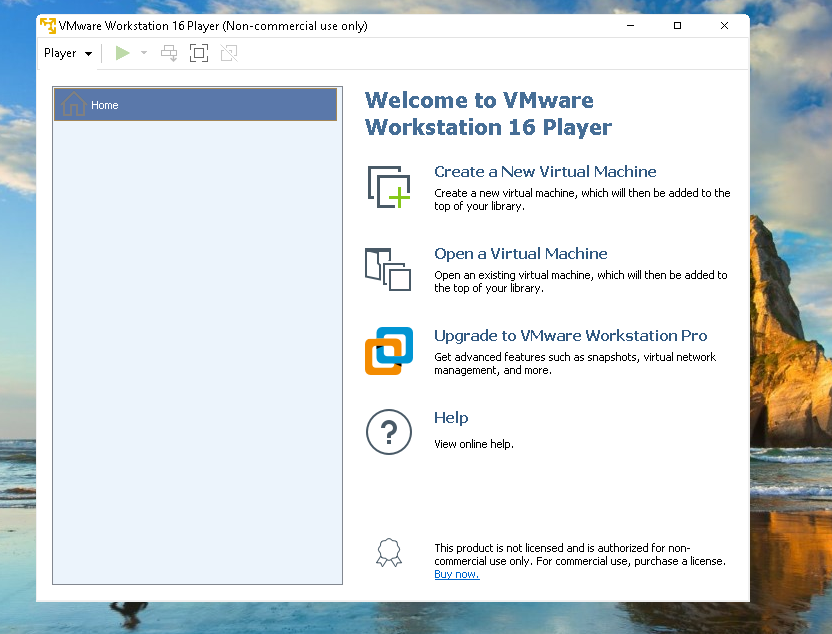 VMware Workstation 16 Player (Non-commercial use only)
Player
Home
Welcome to VMware
Workstation 16 Player
Create a New Virtual Machine
Create a new virtual machine, which will then be added to the
top of your library.
Open a Virtual Machine
Open an existing virtual machine, which will then be added to
the top of your library.
Upgrade to VMware Workstation Pro
Get advanced features such as snapshots, virtual network
management, and more.
?
Help
View online help.
This product is not licensed and is authorized for non-
commercial use only. For commercial use, purchase a license.
Buy now.